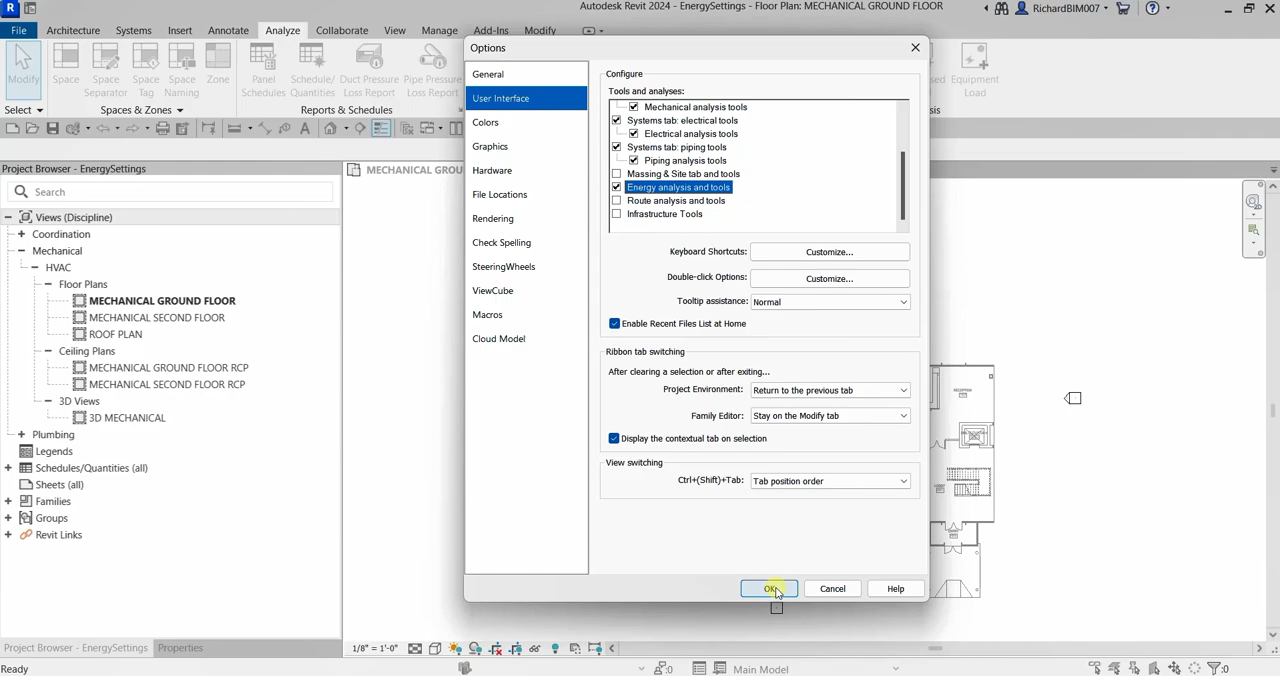 Autodesk Revit 2024 - EnergySettings - Floor Plan: MECHANICAL GROUND FLOOR
RichardBIM007
File Architecture Systems Insert Annotate Analyze Collaborate View Manage Add-Ins Modify
Modify Space Space Separator Space Tag Space Naming Zone Panel Schedules Schedule/ Quantities Duct Pressure Loss Report Pipe Pressure Loss Report Equipment Load
Select Spaces & Zones Reports & Schedules
Project Browser - EnergySettings
MECHANICAL GROU
Search
Views (Discipline)
Coordination
Mechanical
HVAC
Floor Plans
MECHANICAL GROUND FLOOR
MECHANICAL SECOND FLOOR
ROOF PLAN
Ceiling Plans
MECHANICAL GROUND FLOOR RCP
MECHANICAL SECOND FLOOR RCP
3D Views
3D MECHANICAL
Plumbing
Legends
Schedules/Quantities (all)
Sheets (all)
Families
Groups
Revit Links
Options
General
User Interface
Colors
Graphics
Hardware
File Locations
Rendering
Check Spelling
SteeringWheels
ViewCube
Macros
Cloud Model
Configure
Tools and analyses:
Mechanical analysis tools
Systems tab: electrical tools
Electrical analysis tools
Systems tab: piping tools
Piping analysis tools
Massing & Site tab and tools
Energy analysis and tools
Route analysis and tools
Infrastructure Tools
Keyboard Shortcuts: Customize...
Double-click Options: Customize...
Tooltip assistance: Normal
Enable Recent Files List at Home
Ribbon tab switching
After clearing a selection or after exiting...
Project Environment: Return to the previous tab
Family Editor: Stay on the Modify tab
Display the contextual tab on selection
View switching
Ctrl+(Shift)+Tab: Tab position order
OK Cancel Help
RECEPTION
Project Browser - EnergySettings Properties
1/8" = 1'-0"
Ready
:0
Main Model
:0